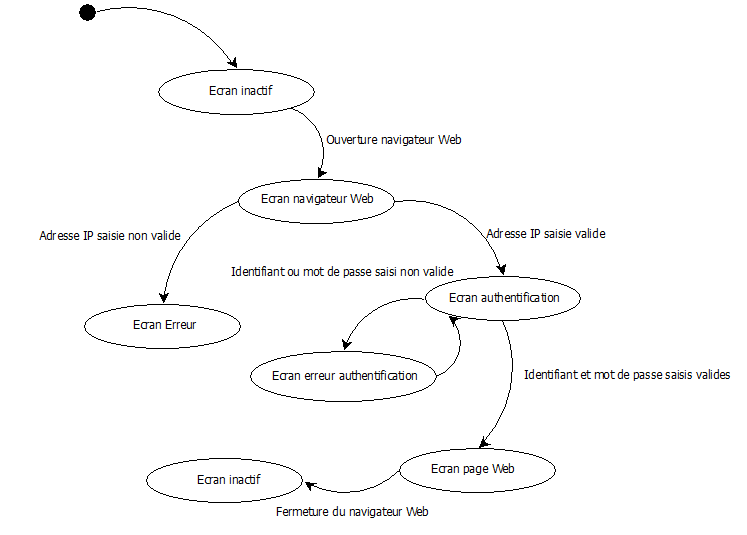 Ecran inactif
Ouverture navigateur Web
Ecran navigateur Web
Adresse IP saisie non valide
Adresse IP saisie valide
Identifiant ou mot de passe saisi non valide
Ecran authentification
Ecran Erreur
Ecran erreur authentification
Identifiant et mot de passe saisis valides
Ecran page Web
Ecran inactif
Fermeture du navigateur Web